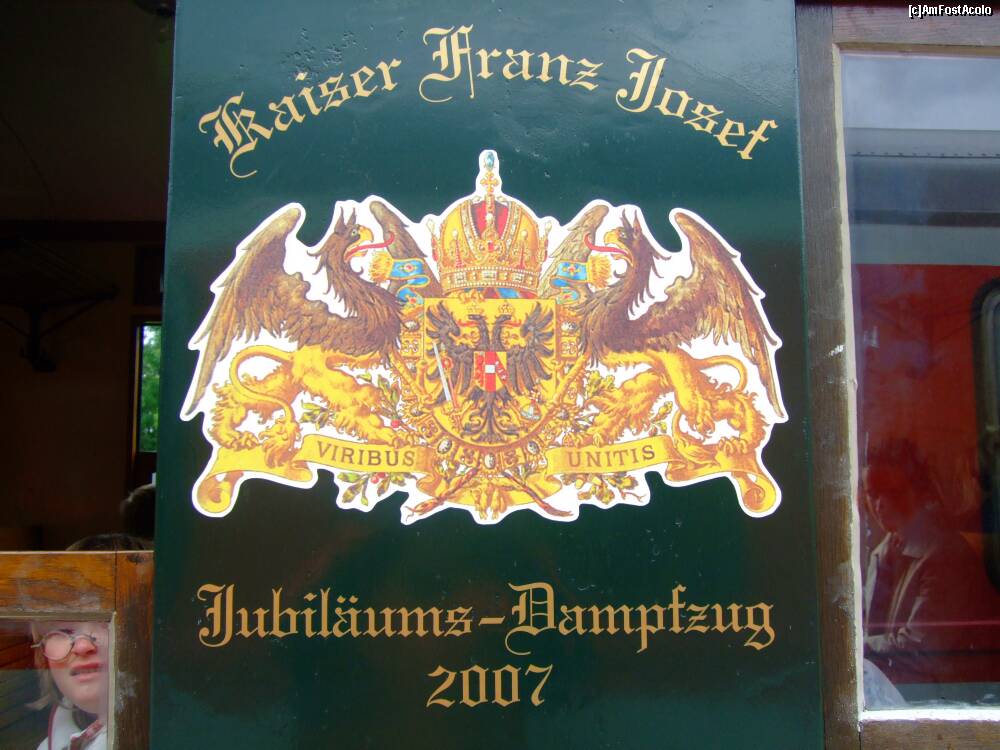 [c]AmFostAcolo
Kaiser Franz Josef
VIRIBUS UNITIS
Jubiläums-Dampfzug
2007